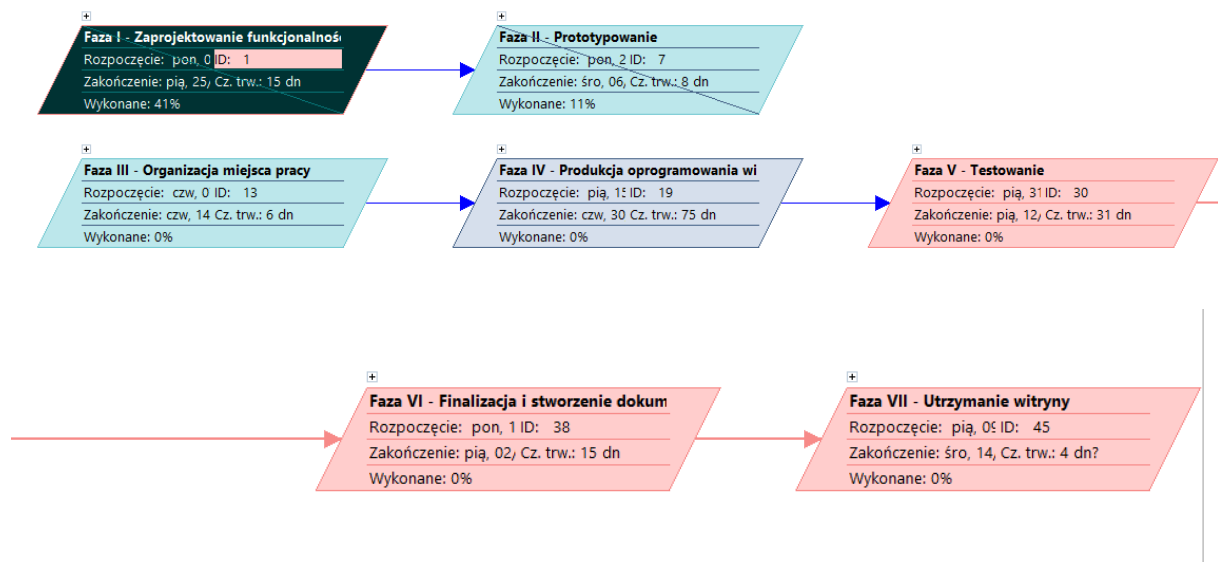 Faza I - Zaprojektowanie funkcjonalnoś
Rozpoczęcie: pon, 0 ID: 1
Zakończenie: pią, 25, Cz. trw.: 15 dn
Wykonane: 41%
Faza II - Prototypowanie
Rozpoczęcie: pon, 2 ID: 7
Zakończenie: śro, 06, Cz. trw.: 8 dn
Wykonane: 11%
Faza III - Organizacja miejsca pracy
Rozpoczęcie: czw, 0 ID: 13
Zakończenie: czw, 14 Cz. trw.: 6 dn
Wykonane: 0%
Faza IV - Produkcja oprogramowania wi
Rozpoczęcie: pią, 15 ID: 19
Zakończenie: czw, 30 Cz. trw.: 75 dn
Wykonane: 0%
Faza V - Testowanie
Rozpoczęcie: pią, 31 ID: 30
Zakończenie: pią, 12, Cz. trw.: 31 dn
Wykonane: 0%
Faza VI - Finalizacja i stworzenie dokum
Rozpoczęcie: pon, 1 ID: 38
Zakończenie: pią, 02, Cz. trw.: 15 dn
Wykonane: 0%
Faza VII - Utrzymanie witryny
Rozpoczęcie: pią, 09 ID: 45
Zakończenie: śro, 14, Cz. trw.: 4 dn?
Wykonane: 0%